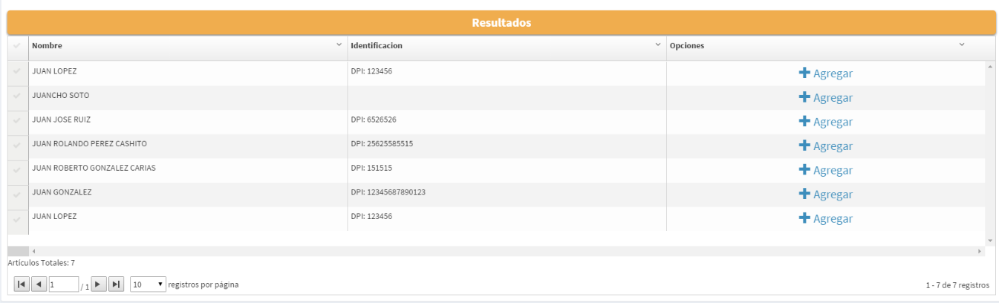 Resultados
Nombre Identificacion Opciones
JUAN LOPEZ DPI: 123456 Agregar
JUANCHO SOTO Agregar
JUAN JOSE RUIZ DPI: 6526526 Agregar
JUAN ROLANDO PEREZ CASHITO DPI: 25625585515 Agregar
JUAN ROBERTO GONZALEZ CARIAS DPI: 151515 Agregar
JUAN GONZALEZ DPI: 12345687890123 Agregar
JUAN LOPEZ DPI: 123456 Agregar
Artículos Totales: 7
1 / 1 10 registros por página 1 - 7 de 7 registros